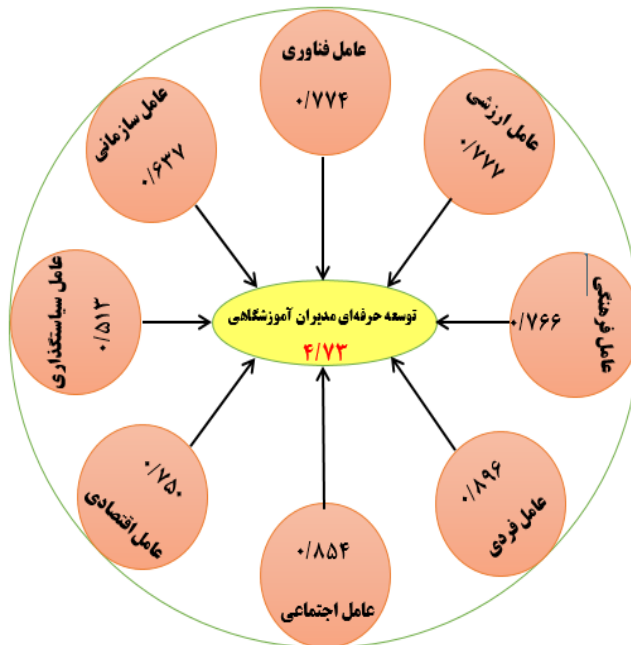 عامل فناوری
۰/۷۷۴
عامل ارزشی
۰/۷۷۷
عامل فرهنگی
۰/۷۶۶
عامل فردی
۰/۸۹۶
عامل اجتماعی
۰/۸۵۴
عامل اقتصادی
۰/۷۵۰
عامل سیاستگذاری
۰/۵۱۳
عامل سازمانی
۰/۶۳۷
توسعه حرفه‌ای مدیران آموزشگاهی
۴/۷۳